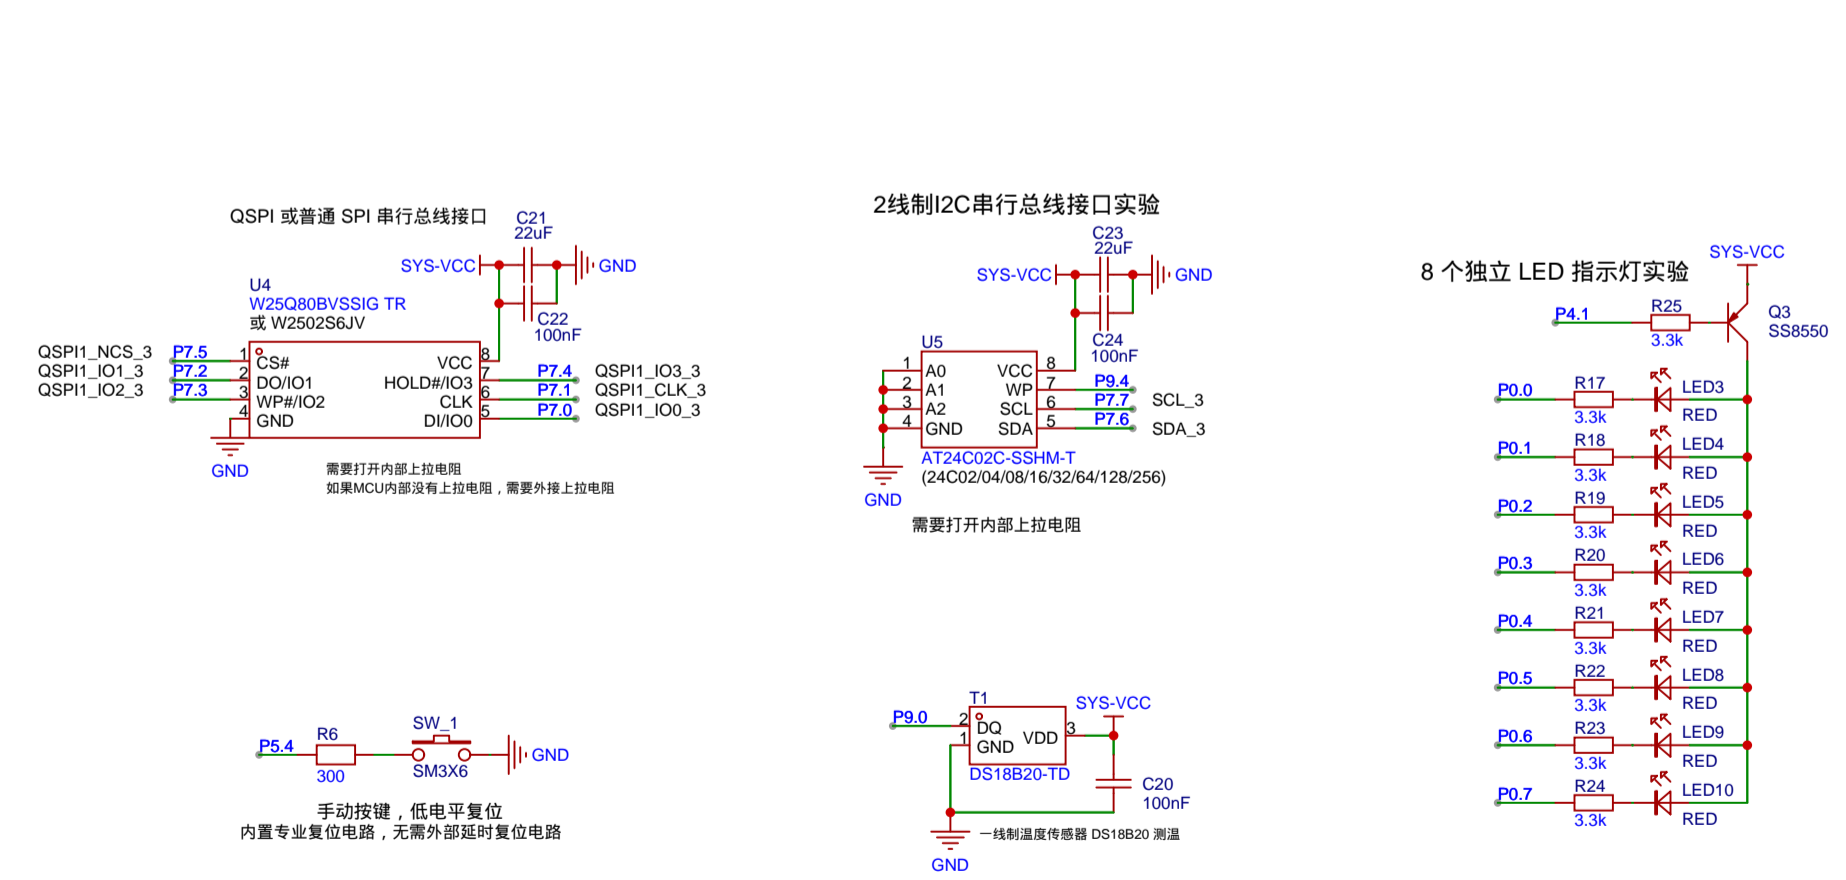 QSPI 或普通 SPI 串行总线接口
C21
22uF
SYS-VCC
GND
C22
100nF
U4
W25Q80BVSSIG TR
或 W2502S6JV
QSPI1_NCS_3 P7.5 1 CS#
QSPI1_IO1_3 P7.2 2 DO/IO1
QSPI1_IO2_3 P7.3 3 WP#/IO2
4 GND
VCC 8
HOLD#/IO3 7 P7.4 QSPI1_IO3_3
CLK 6 P7.1 QSPI1_CLK_3
DI/IO0 5 P7.0 QSPI1_IO0_3
GND
需要打开内部上拉电阻
如果MCU内部没有上拉电阻，需要外接上拉电阻
2线制I2C串行总线接口实验
C23
22uF
SYS-VCC
GND
C24
100nF
U5
1 A0
2 A1
3 A2
4 GND
VCC 8
WP 7 P9.4
SCL 6 P7.7 SCL_3
SDA 5 P7.6 SDA_3
AT24C02C-SSHM-T
(24C02/04/08/16/32/64/128/256)
GND
需要打开内部上拉电阻
8 个独立 LED 指示灯实验
SYS-VCC
P4.1
R25
3.3k
Q3
SS8550
P0.0 R17 3.3k LED3 RED
P0.1 R18 3.3k LED4 RED
P0.2 R19 3.3k LED5 RED
P0.3 R20 3.3k LED6 RED
P0.4 R21 3.3k LED7 RED
P0.5 R22 3.3k LED8 RED
P0.6 R23 3.3k LED9 RED
P0.7 R24 3.3k LED10 RED
P5.4
R6
300
SW_1
SM3X6
GND
手动按键，低电平复位
内置专业复位电路，无需外部延时复位电路
T1
P9.0
2 DQ
1 GND
VDD 3
SYS-VCC
DS18B20-TD
C20
100nF
一线制温度传感器 DS18B20 测温
GND